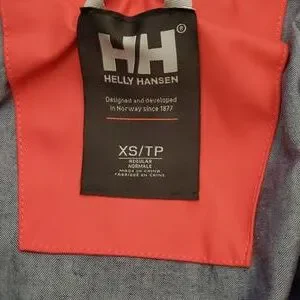 HH®
HELLY HANSEN
Designed and developed
in Norway since 1877
XS/TP
REGULAR
NORMALE
MADE IN CHINA
FABRIQUÉ EN CHINE